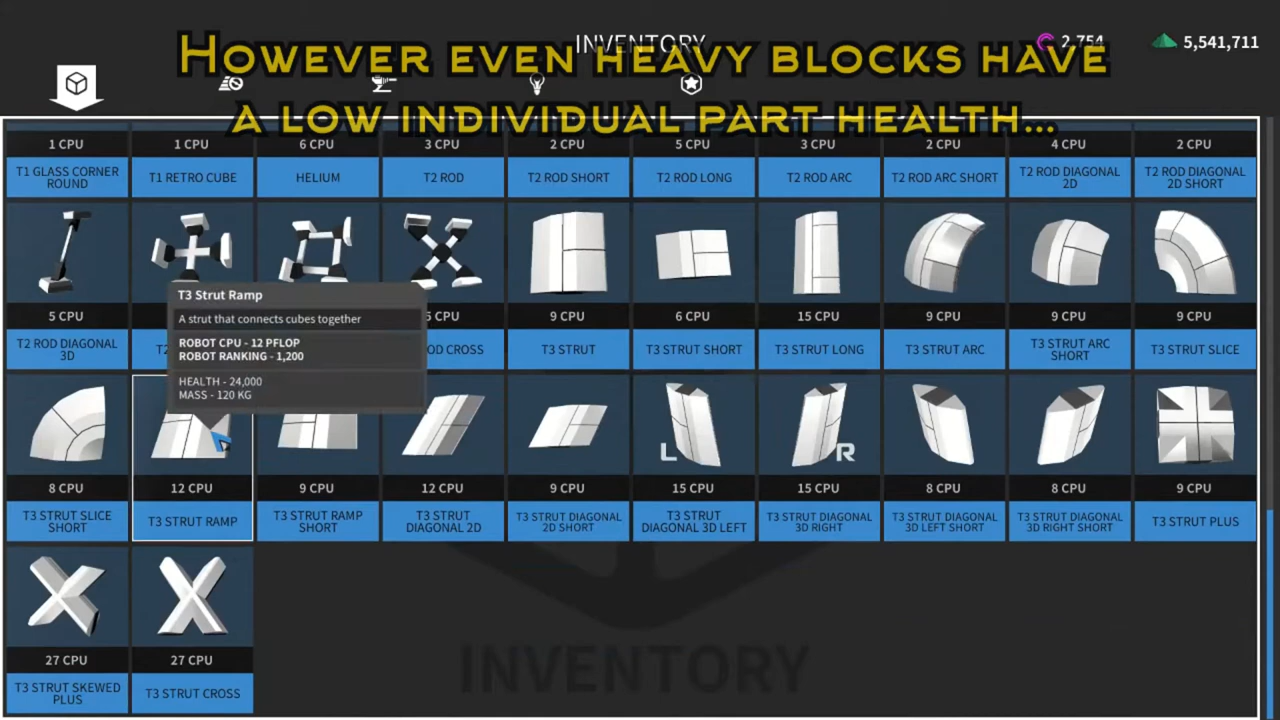 INVENTORY
2,754
5,541,711
HOWEVER EVEN HEAVY BLOCKS HAVE
A LOW INDIVIDUAL PART HEALTH...
1 CPU
1 CPU
6 CPU
3 CPU
2 CPU
5 CPU
3 CPU
2 CPU
4 CPU
2 CPU
T1 GLASS CORNER
ROUND
T1 RETRO CUBE
HELIUM
T2 ROD
T2 ROD SHORT
T2 ROD LONG
T2 ROD ARC
T2 ROD ARC SHORT
T2 ROD DIAGONAL
2D
T2 ROD DIAGONAL
2D SHORT
T3 Strut Ramp
A strut that connects cubes together
ROBOT CPU - 12 PFLOP
ROBOT RANKING - 1,200
HEALTH - 24,000
MASS - 120 KG
5 CPU
5 CPU
9 CPU
6 CPU
15 CPU
9 CPU
9 CPU
9 CPU
T2 ROD DIAGONAL
3D
CROSS
T3 STRUT
T3 STRUT SHORT
T3 STRUT LONG
T3 STRUT ARC
T3 STRUT ARC
SHORT
T3 STRUT SLICE
L
R
8 CPU
12 CPU
9 CPU
12 CPU
9 CPU
15 CPU
15 CPU
8 CPU
8 CPU
9 CPU
T3 STRUT SLICE
SHORT
T3 STRUT RAMP
T3 STRUT RAMP
SHORT
T3 STRUT
DIAGONAL 2D
T3 STRUT DIAGONAL
2D SHORT
T3 STRUT
DIAGONAL 3D LEFT
T3 STRUT DIAGONAL
3D RIGHT
T3 STRUT DIAGONAL
3D LEFT SHORT
T3 STRUT DIAGONAL
3D RIGHT SHORT
T3 STRUT PLUS
27 CPU
27 CPU
T3 STRUT SKEWED
PLUS
T3 STRUT CROSS
INVENTORY